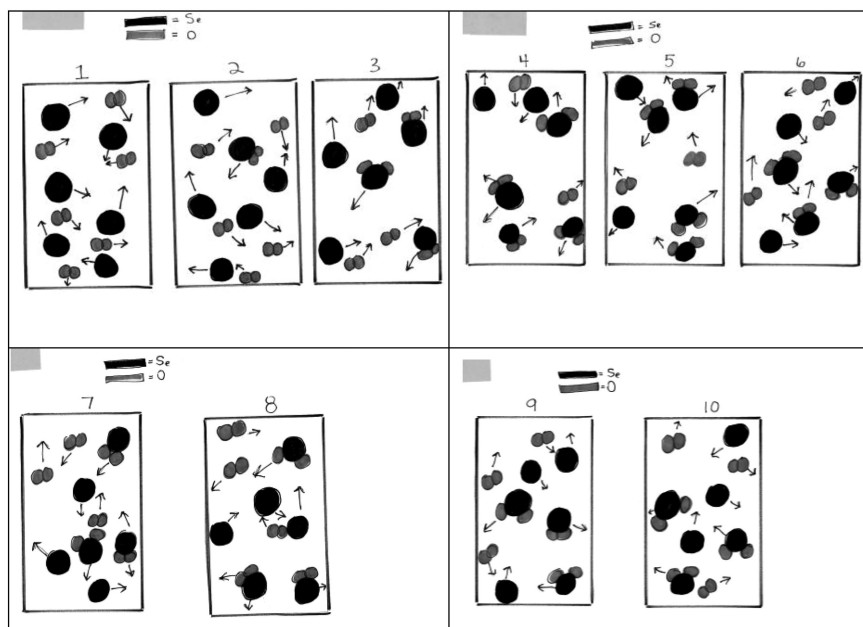 = Se
= O
1 2 3
= Se
= O
4 5 6
= Se
= O
7 8
= Se
= O
9 10